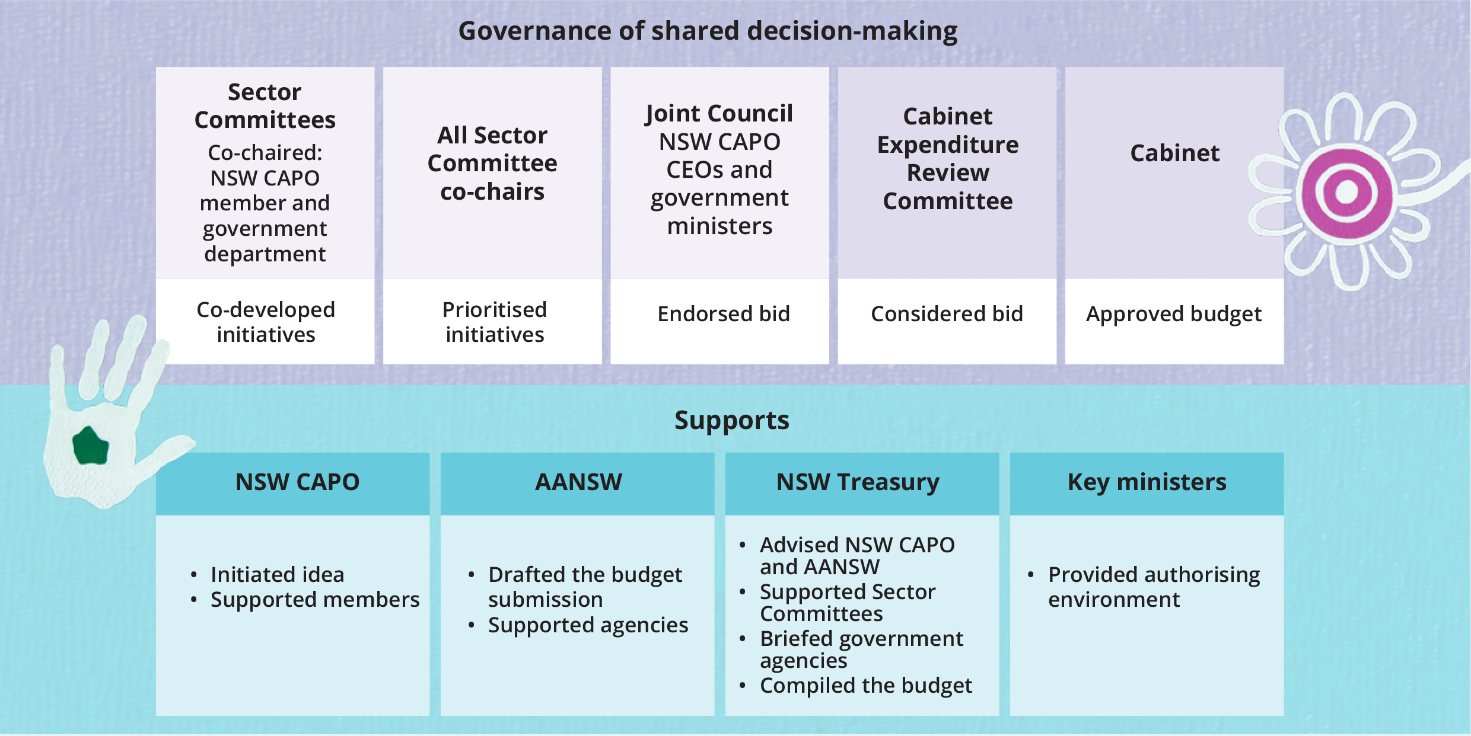 Governance of shared decision-making
Sector
Committees
Co-chaired:
NSW CAPO
member and
government
department
Co-developed
initiatives
All Sector
Committee
co-chairs
Prioritised
initiatives
Joint Council
NSW CAPO
CEOs and
government
ministers
Endorsed bid
Cabinet
Expenditure
Review
Committee
Considered bid
Cabinet
Approved budget
Supports
NSW CAPO
• Initiated idea
• Supported members
AANSW
• Drafted the budget
submission
• Supported agencies
NSW Treasury
• Advised NSW CAPO
and AANSW
• Supported Sector
Committees
• Briefed government
agencies
• Compiled the budget
Key ministers
• Provided authorising
environment